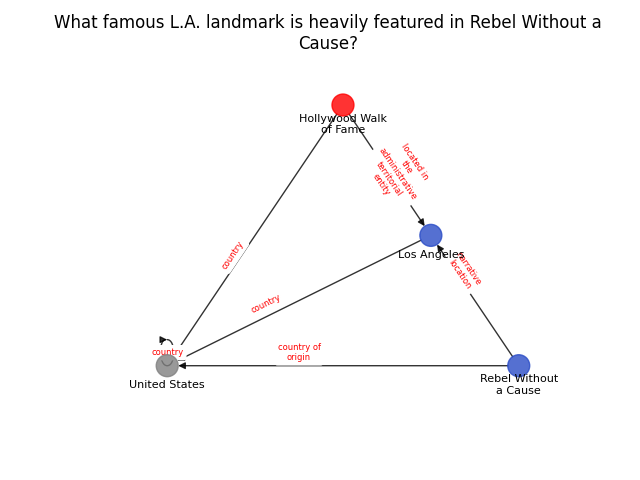 What famous L.A. landmark is heavily featured in Rebel Without a
Cause?
Hollywood Walk
of Fame
located in
the
administrative
territorial
entity
country
Los Angeles
narrative
location
country
country
country of
origin
United States
Rebel Without
a Cause